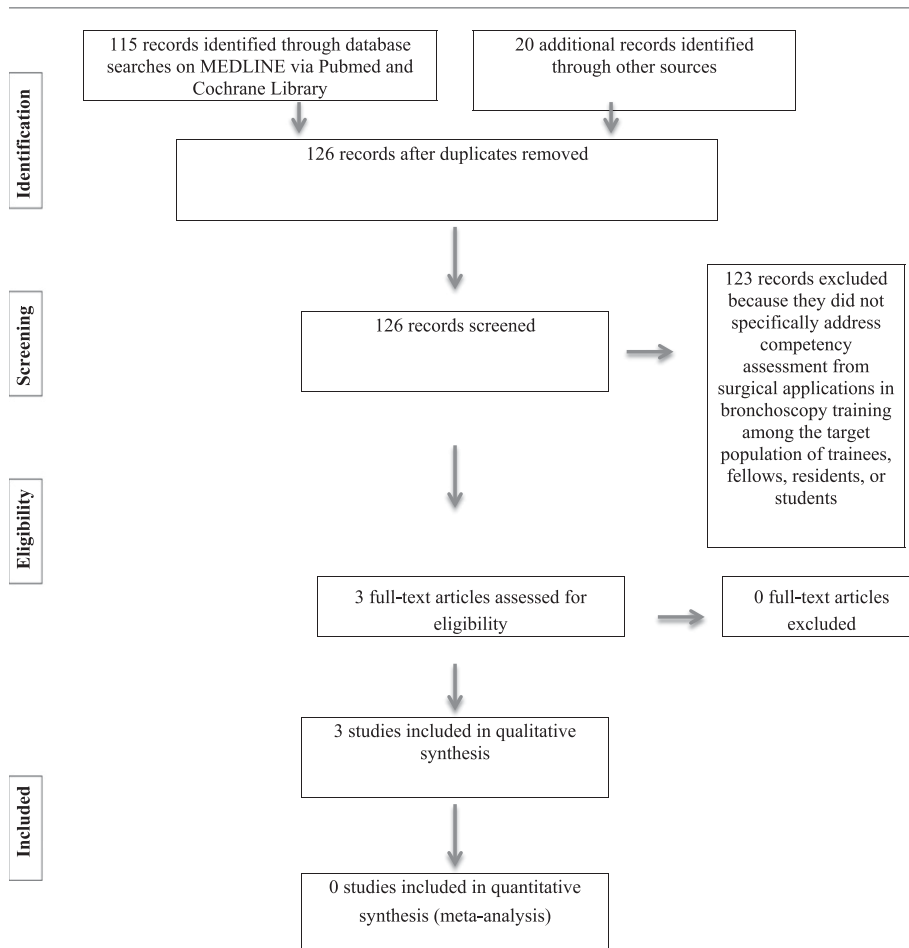 115 records identified through database
searches on MEDLINE via Pubmed and
Cochrane Library
20 additional records identified
through other sources
Identification
126 records after duplicates removed
Screening
126 records screened
123 records excluded
because they did not
specifically address
competency
assessment from
surgical applications in
bronchoscopy training
among the target
population of trainees,
fellows, residents, or
students
Eligibility
3 full-text articles assessed for
eligibility
0 full-text articles
excluded
3 studies included in qualitative
synthesis
Included
0 studies included in quantitative
synthesis (meta-analysis)